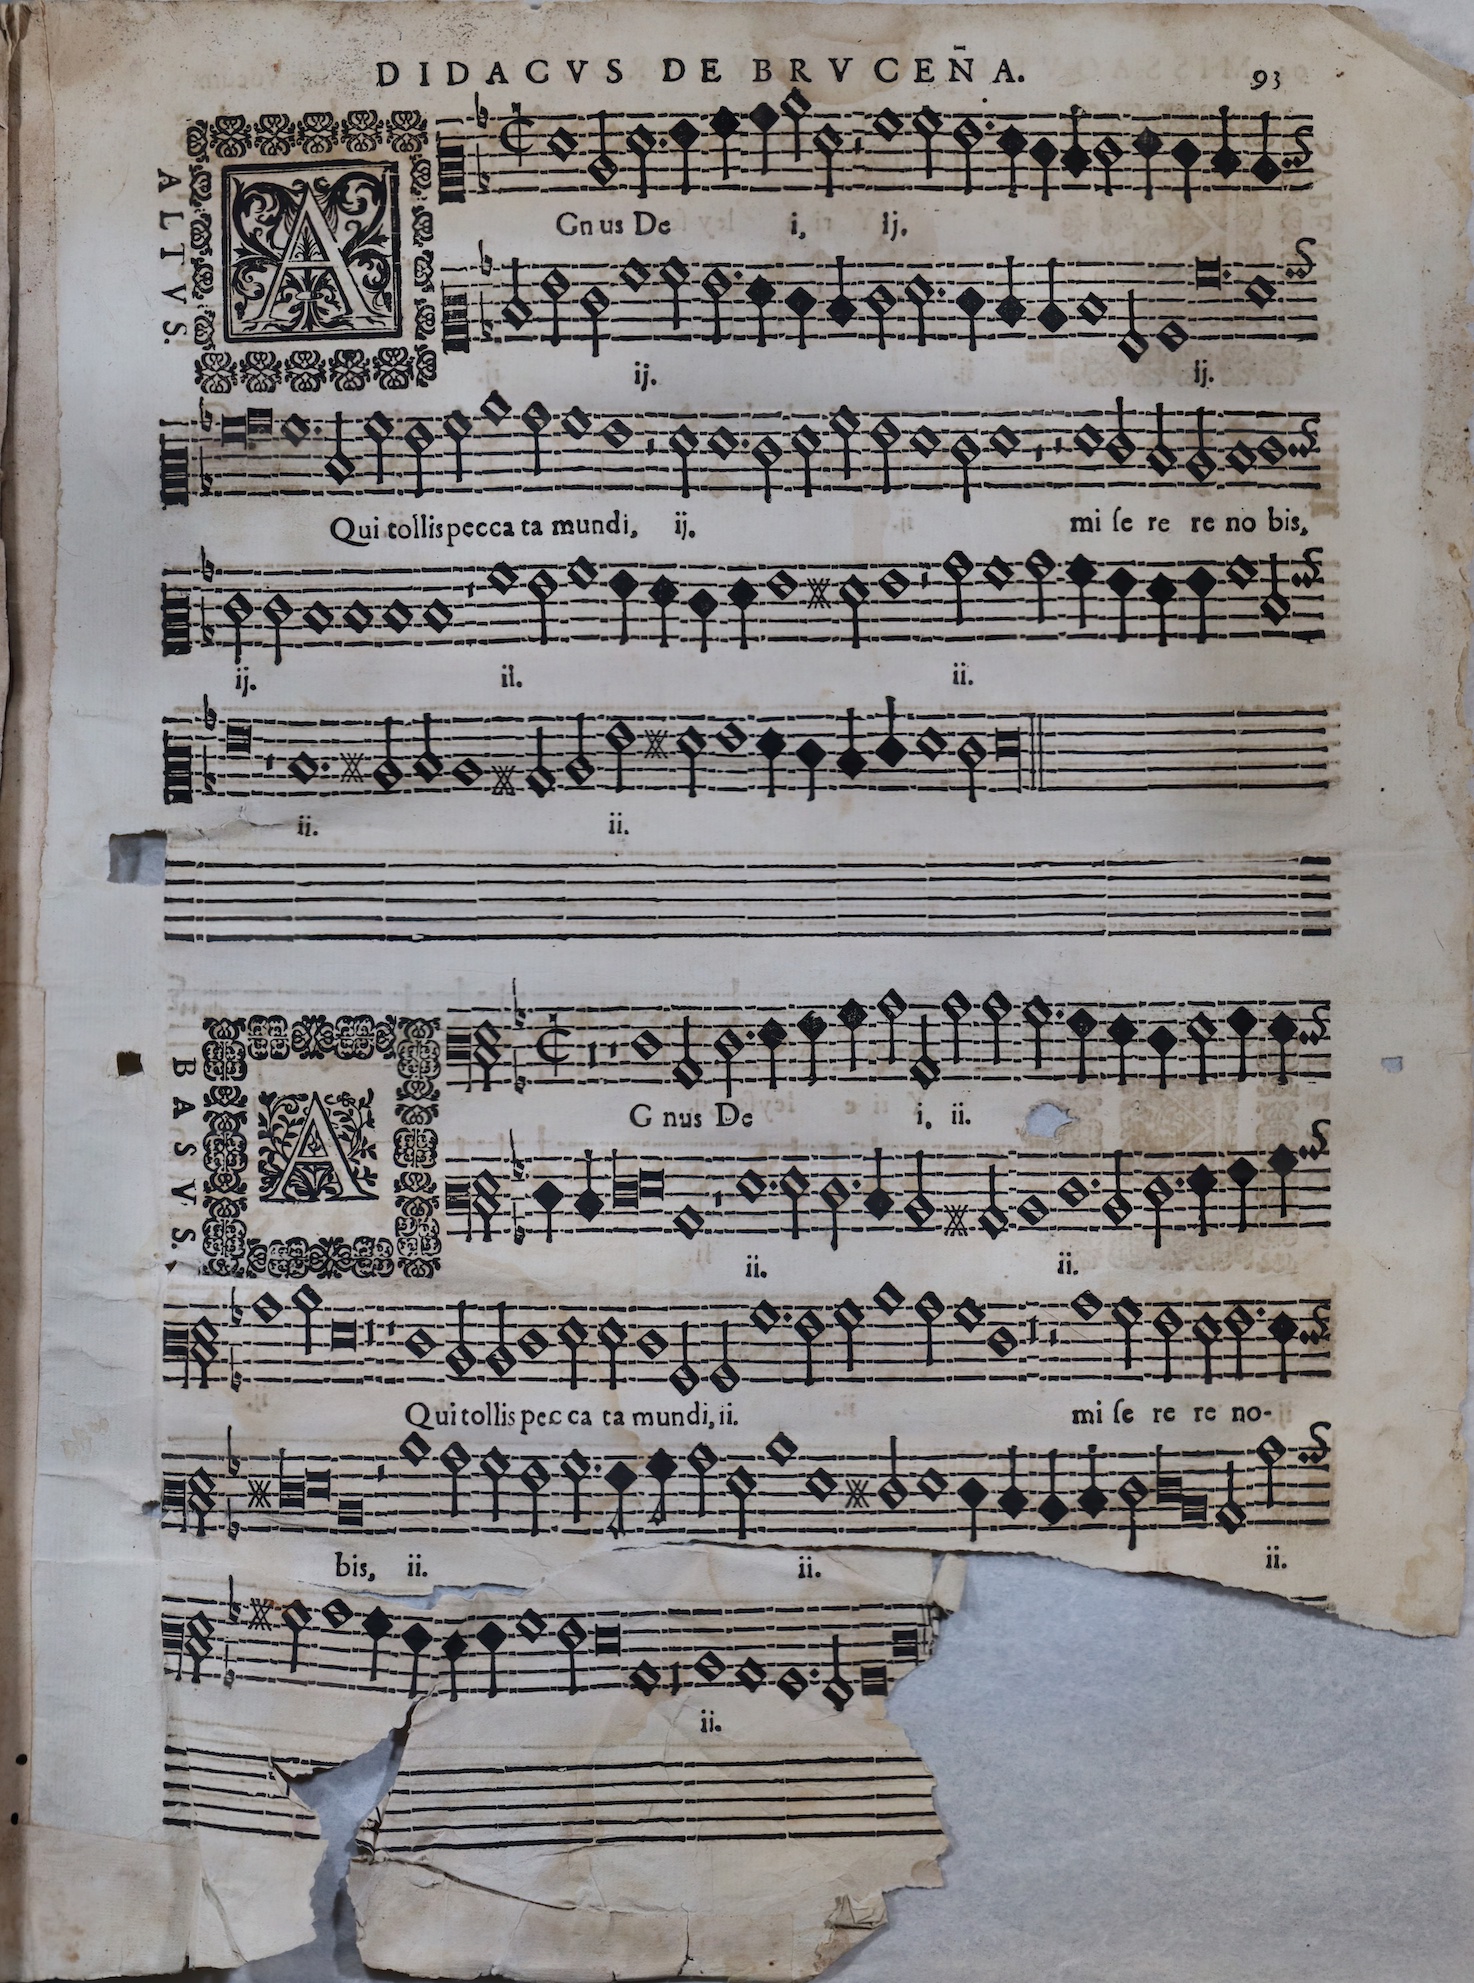 DIDACVS DE BRVCEÑA.
93
ALTVS.
A
Gnus De i, ij.
ij. ij.
Qui tollis pecca ta mundi, ij. mi ſe re re no bis,
ij. ii. ii.
ii. ii.
BASVS.
A
G nus De i, ii.
ii. ii.
Qui tollis pec ca ta mundi, ii. mi ſe re re no-
bis, ii. ii. ii.
ii.